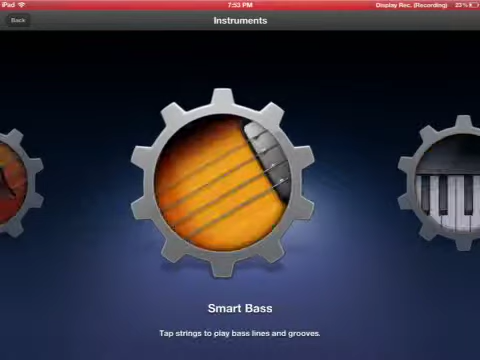 iPad 7:53 PM Display Rec. (Recording) 23%
Back Instruments
Smart Bass
Tap strings to play bass lines and grooves.